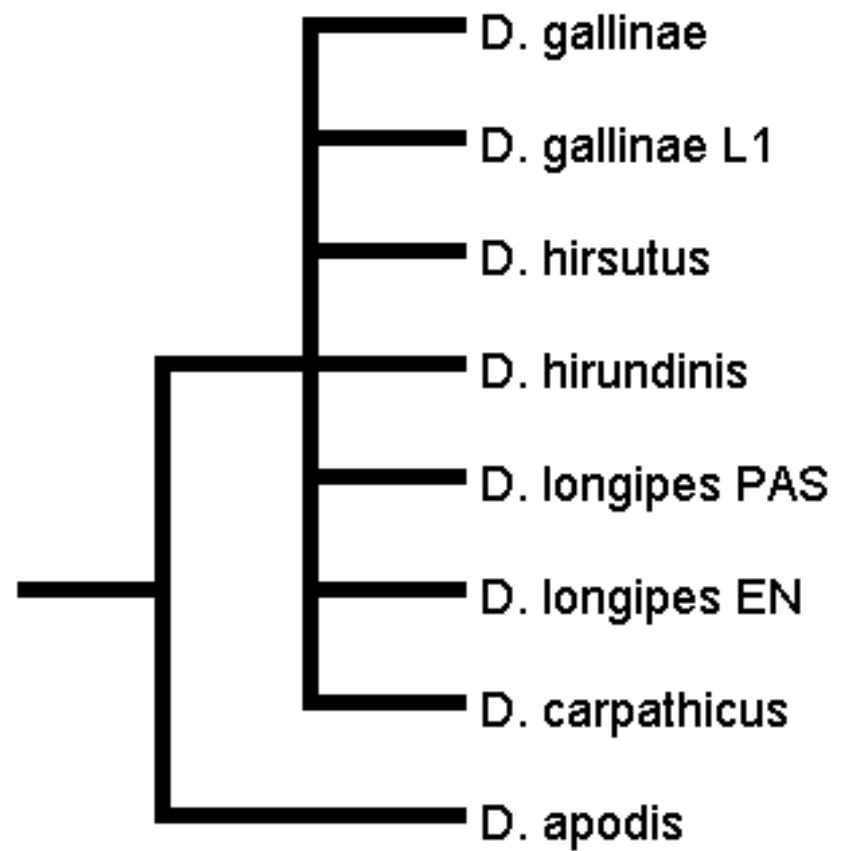 D. gallinae
D. gallinae L1
D. hirsutus
D. hirundinis
D. longipes PAS
D. longipes EN
D. carpathicus
D. apodis